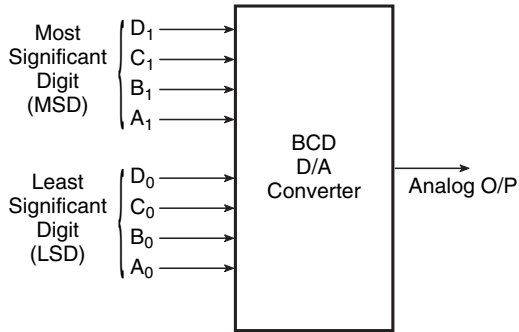 Most
Significant
Digit
(MSD)
D₁
C₁
B₁
A₁
Least
Significant
Digit
(LSD)
D₀
C₀
B₀
A₀
BCD
D/A
Converter
Analog O/P